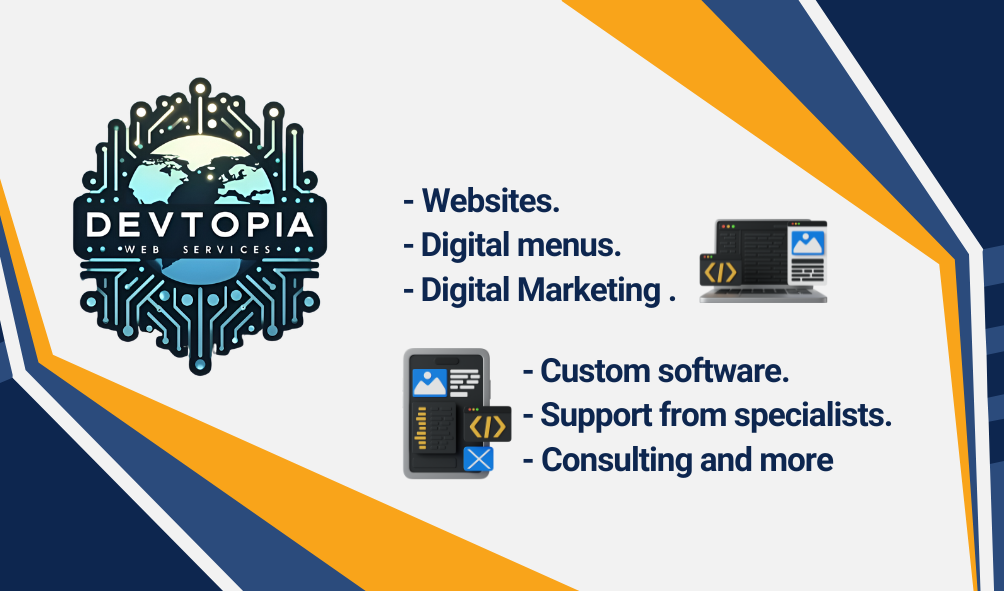 DEVTOPIA
WEB SERVICES
- Websites.
- Digital menus.
- Digital Marketing .
</>
- Custom software.
- Support from specialists.
</>
- Consulting and more